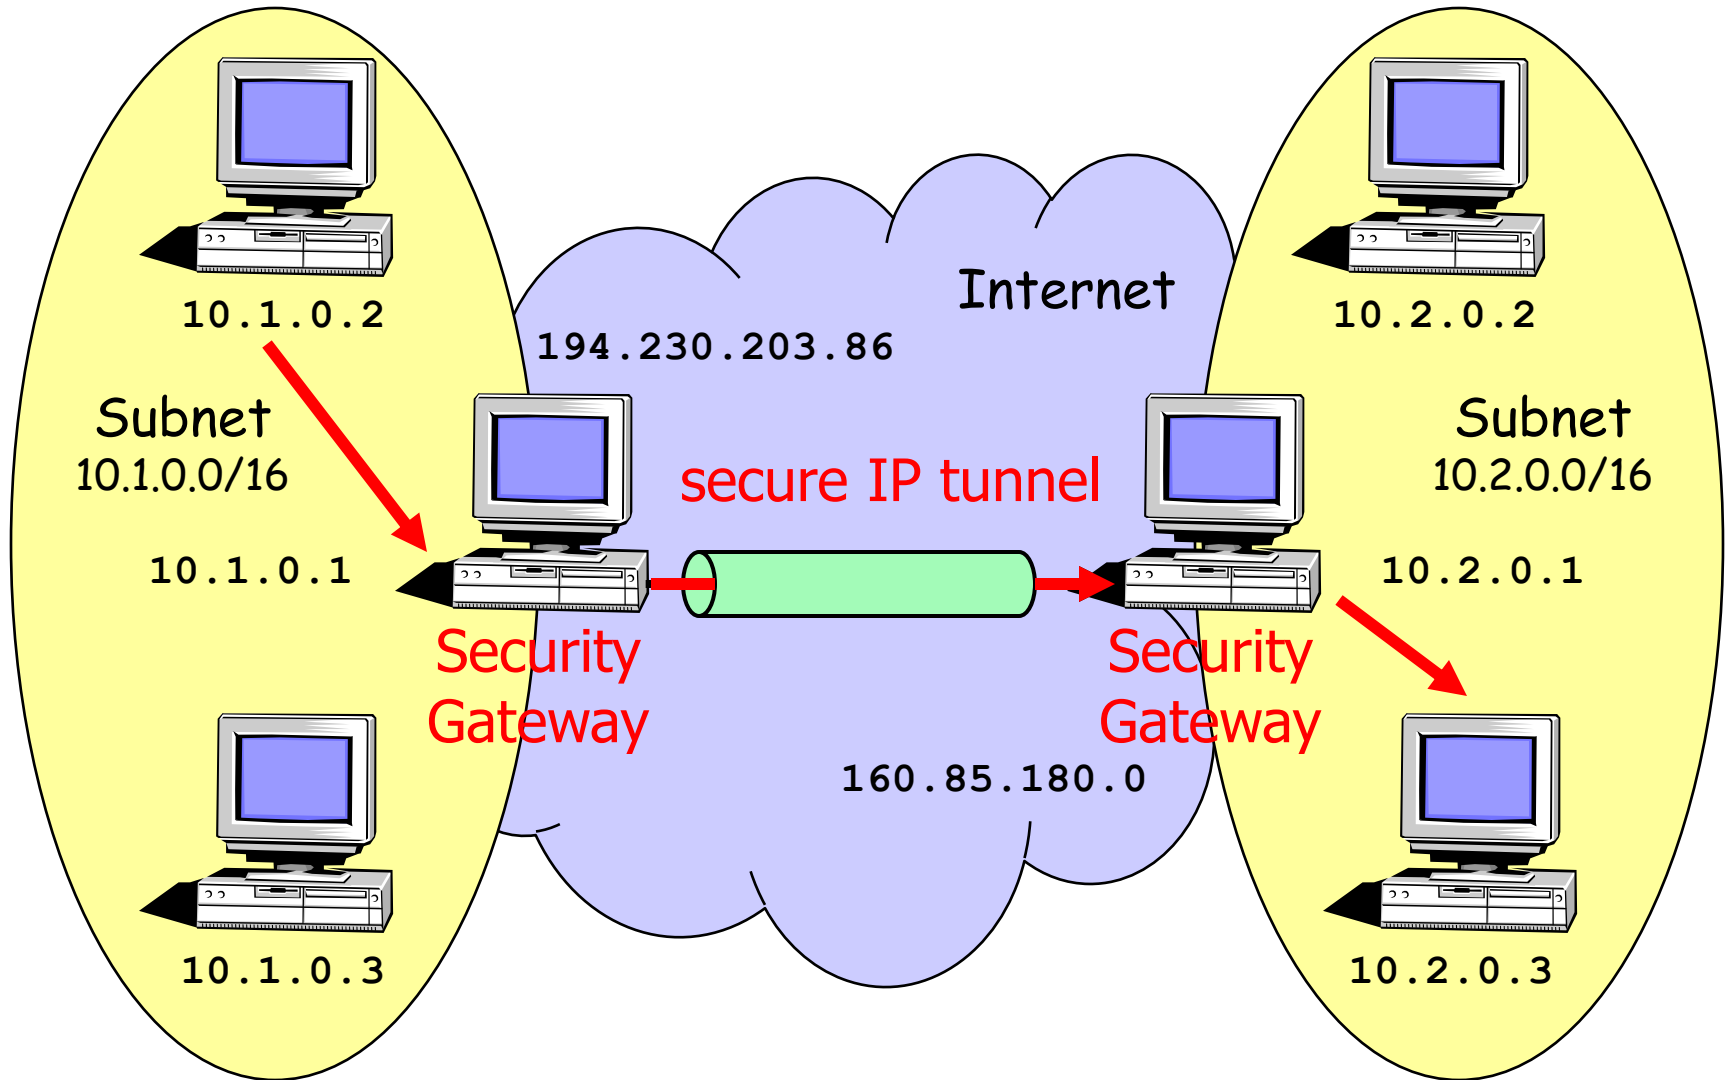 10.1.0.2
Internet
10.2.0.2
194.230.203.86
Subnet
10.1.0.0/16
Subnet
10.2.0.0/16
secure IP tunnel
10.1.0.1
10.2.0.1
Security
Gateway
Security
Gateway
160.85.180.0
10.1.0.3
10.2.0.3